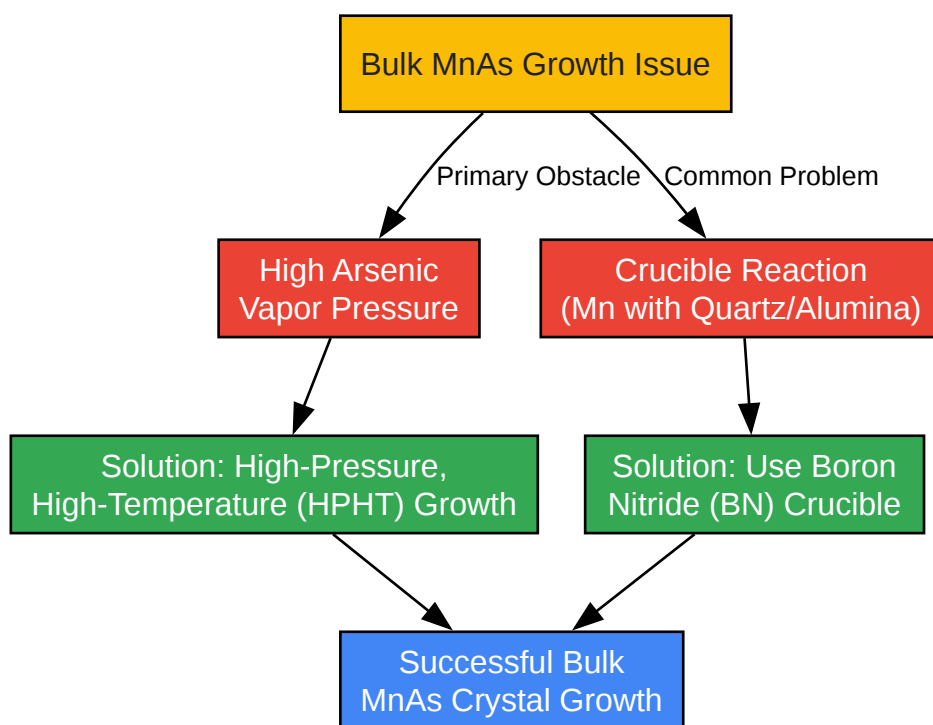 Bulk MnAs Growth Issue
Primary Obstacle
Common Problem
High Arsenic
Vapor Pressure
Crucible Reaction
(Mn with Quartz/Alumina)
Solution: High-Pressure,
High-Temperature (HPHT) Growth
Solution: Use Boron
Nitride (BN) Crucible
Successful Bulk
MnAs Crystal Growth